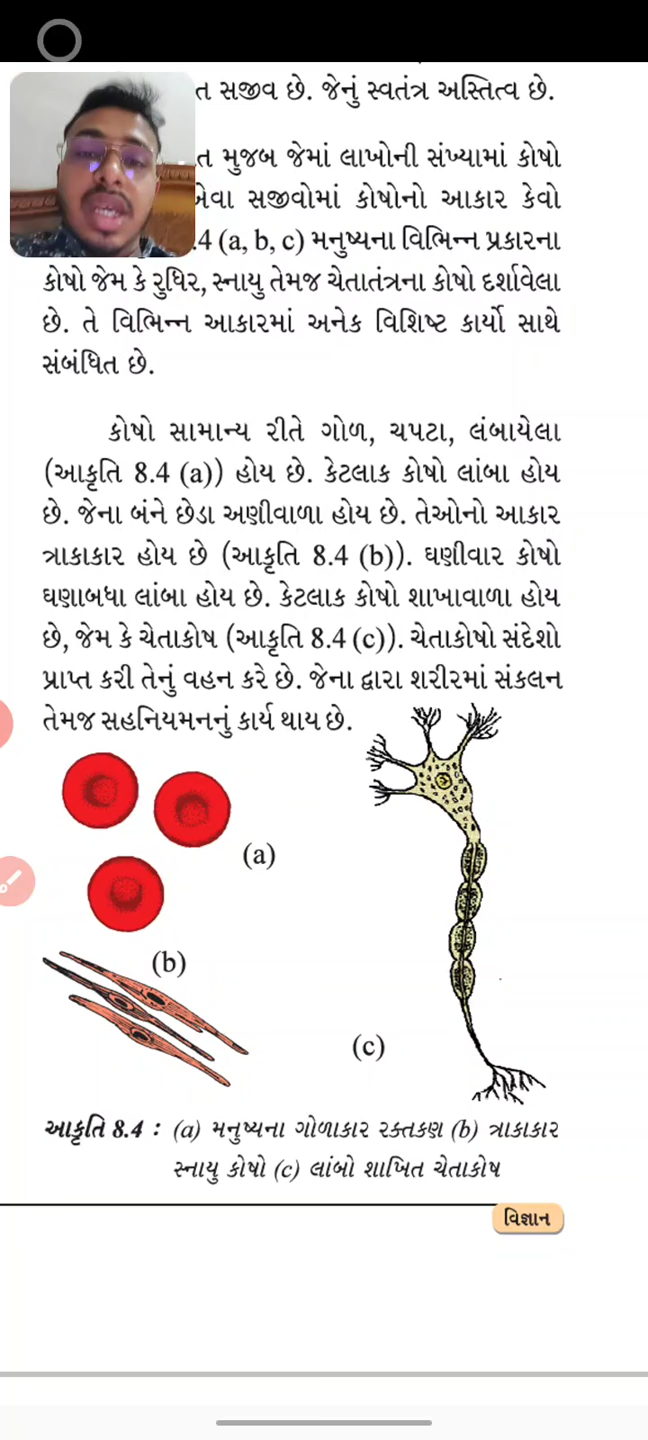 ત સજીવ છે. જેનું સ્વતંત્ર અસ્તિત્વ છે.
ત મુજબ જેમાં લાખોની સંખ્યામાં કોષો
એવા સજીવોમાં કોષોનો આકાર કેવો
.4 (a, b, c) મનુષ્યના વિભિન્ન પ્રકારના
કોષો જેમ કે રુધિર, સ્નાયુ તેમજ ચેતાતંત્રના કોષો દર્શાવેલા
છે. તે વિભિન્ન આકારમાં અનેક વિશિષ્ટ કાર્યો સાથે
સંબંધિત છે.
કોષો સામાન્ય રીતે ગોળ, ચપટા, લંબાયેલા
(આકૃતિ 8.4 (a)) હોય છે. કેટલાક કોષો લાંબા હોય
છે. જેના બંને છેડા અણીવાળા હોય છે. તેઓનો આકાર
ત્રાકાકાર હોય છે (આકૃતિ 8.4 (b)). ઘણીવાર કોષો
ઘણાબધા લાંબા હોય છે. કેટલાક કોષો શાખાવાળા હોય
છે, જેમ કે ચેતાકોષ (આકૃતિ 8.4 (c)). ચેતાકોષો સંદેશો
પ્રાપ્ત કરી તેનું વહન કરે છે. જેના દ્વારા શરીરમાં સંકલન
તેમજ સહનિયમનનું કાર્ય થાય છે.
(a)
(b)
(c)
આકૃતિ 8.4 : (a) મનુષ્યના ગોળાકાર રક્તકણ (b) ત્રાકાકાર
સ્નાયુ કોષો (c) લાંબો શાખિત ચેતાકોષ
વિજ્ઞાન